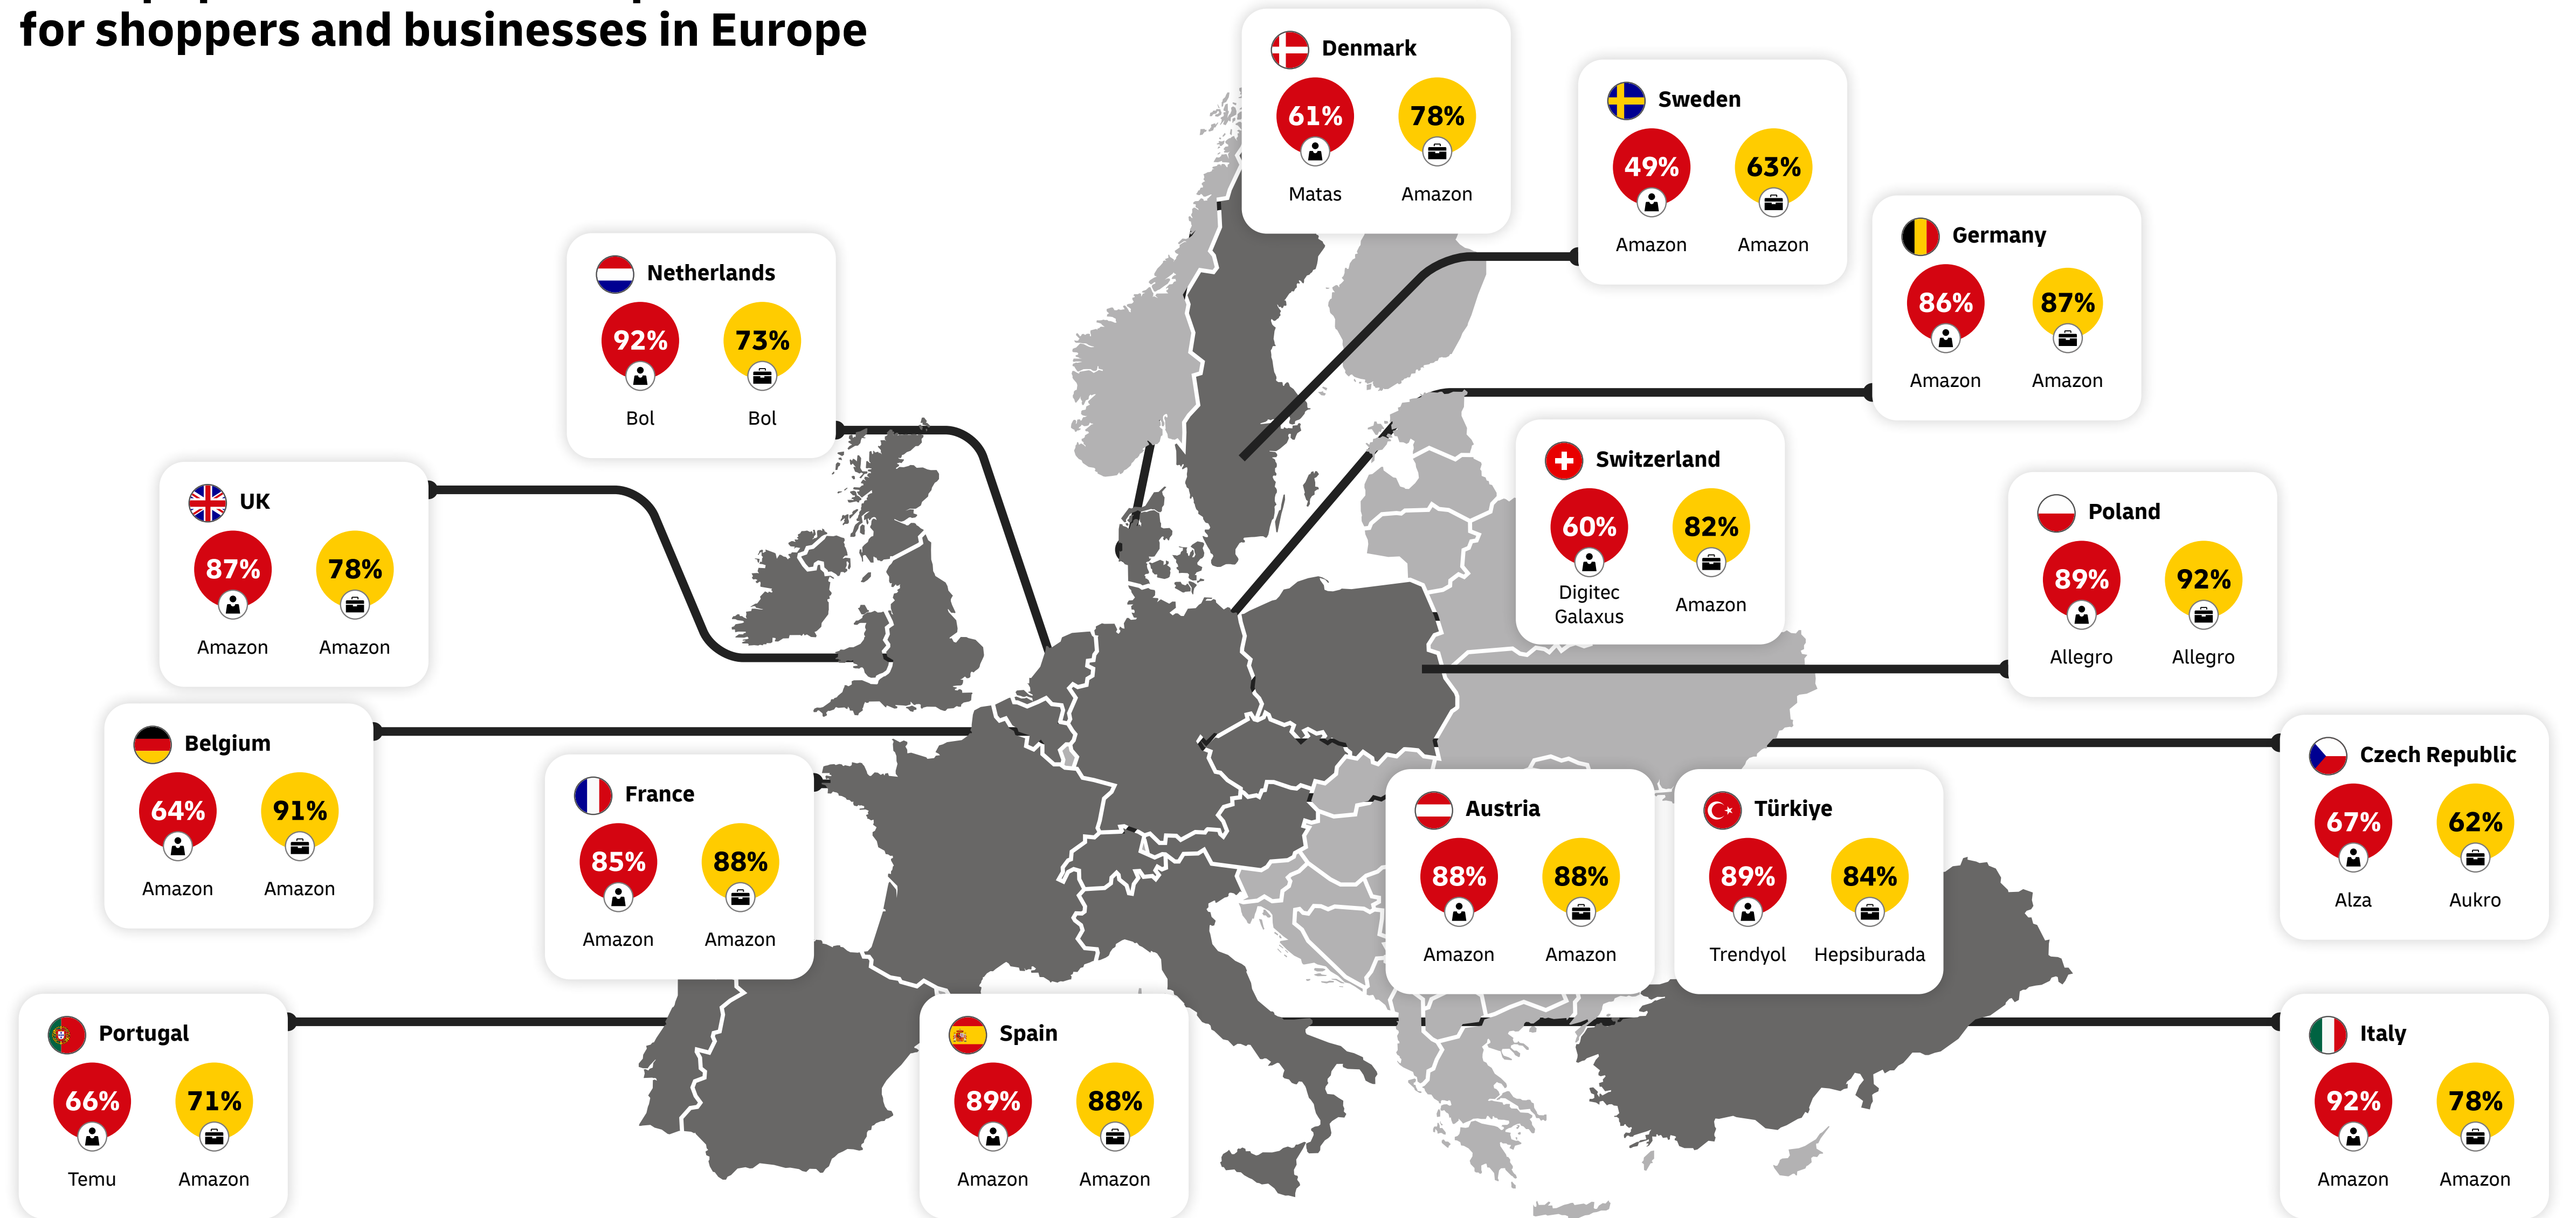 for shoppers and businesses in Europe
Denmark
61% 78%
Matas Amazon
Sweden
49% 63%
Amazon Amazon
Germany
86% 87%
Amazon Amazon
Netherlands
92% 73%
Bol Bol
Switzerland
60% 82%
Digitec
Galaxus
Amazon
UK
87% 78%
Amazon Amazon
Poland
89% 92%
Allegro Allegro
Belgium
64% 91%
Amazon Amazon
France
85% 88%
Amazon Amazon
Austria
88% 88%
Amazon Amazon
Türkiye
89% 84%
Trendyol Hepsiburada
Czech Republic
67% 62%
Alza Aukro
Portugal
66% 71%
Temu Amazon
Spain
89% 88%
Amazon Amazon
Italy
92% 78%
Amazon Amazon